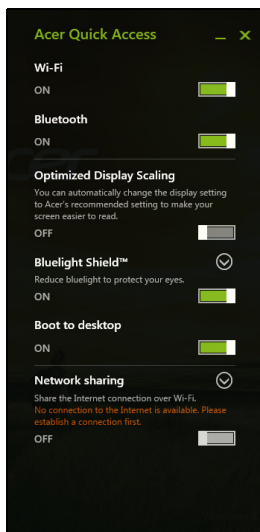 Acer Quick Access
Wi-Fi
ON
Bluetooth
ON
Optimized Display Scaling
You can automatically change the display setting
to Acer's recommended setting to make your
screen easier to read.
OFF
Bluelight Shield™
Reduce bluelight to protect your eyes.
ON
Boot to desktop
ON
Network sharing
Share the Internet connection over Wi-Fi.
No connection to the Internet is available. Please
establish a connection first.
OFF